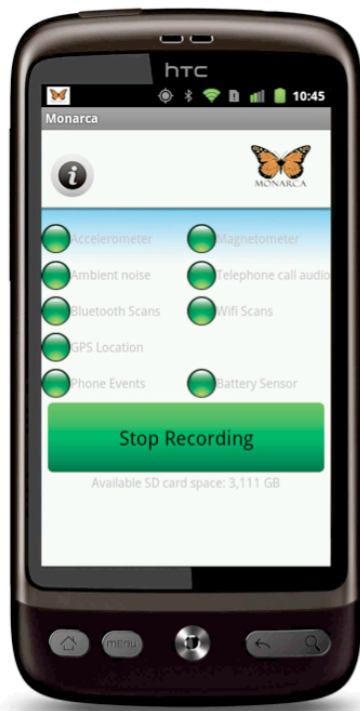 hTC
10:45
Monarca
i
MONARCA
Accelerometer Magnetometer
Ambient noise Telephone call audio
Bluetooth Scans Wifi Scans
GPS Location
Phone Events Battery Sensor
Stop Recording
Available SD card space: 3,111 GB
menu